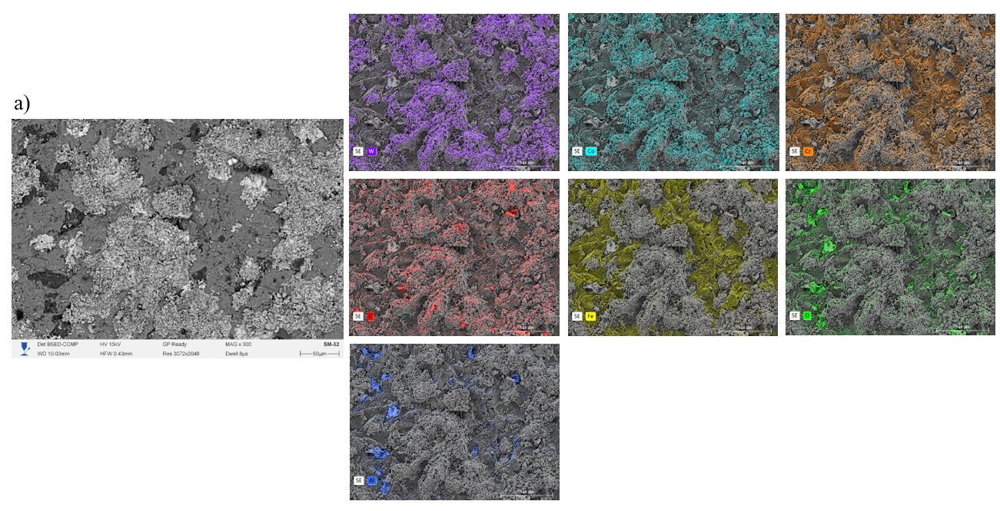 a)
SE W
SE Co
SE Cr
SE
SE Fe
SE
SE Al
Det BSED-COMP HV 15kV GP Ready MAG x 300 SM-32
WD 10.03mm HFW 0.43mm Res 3072x2048 Dwell 8µs 50µm